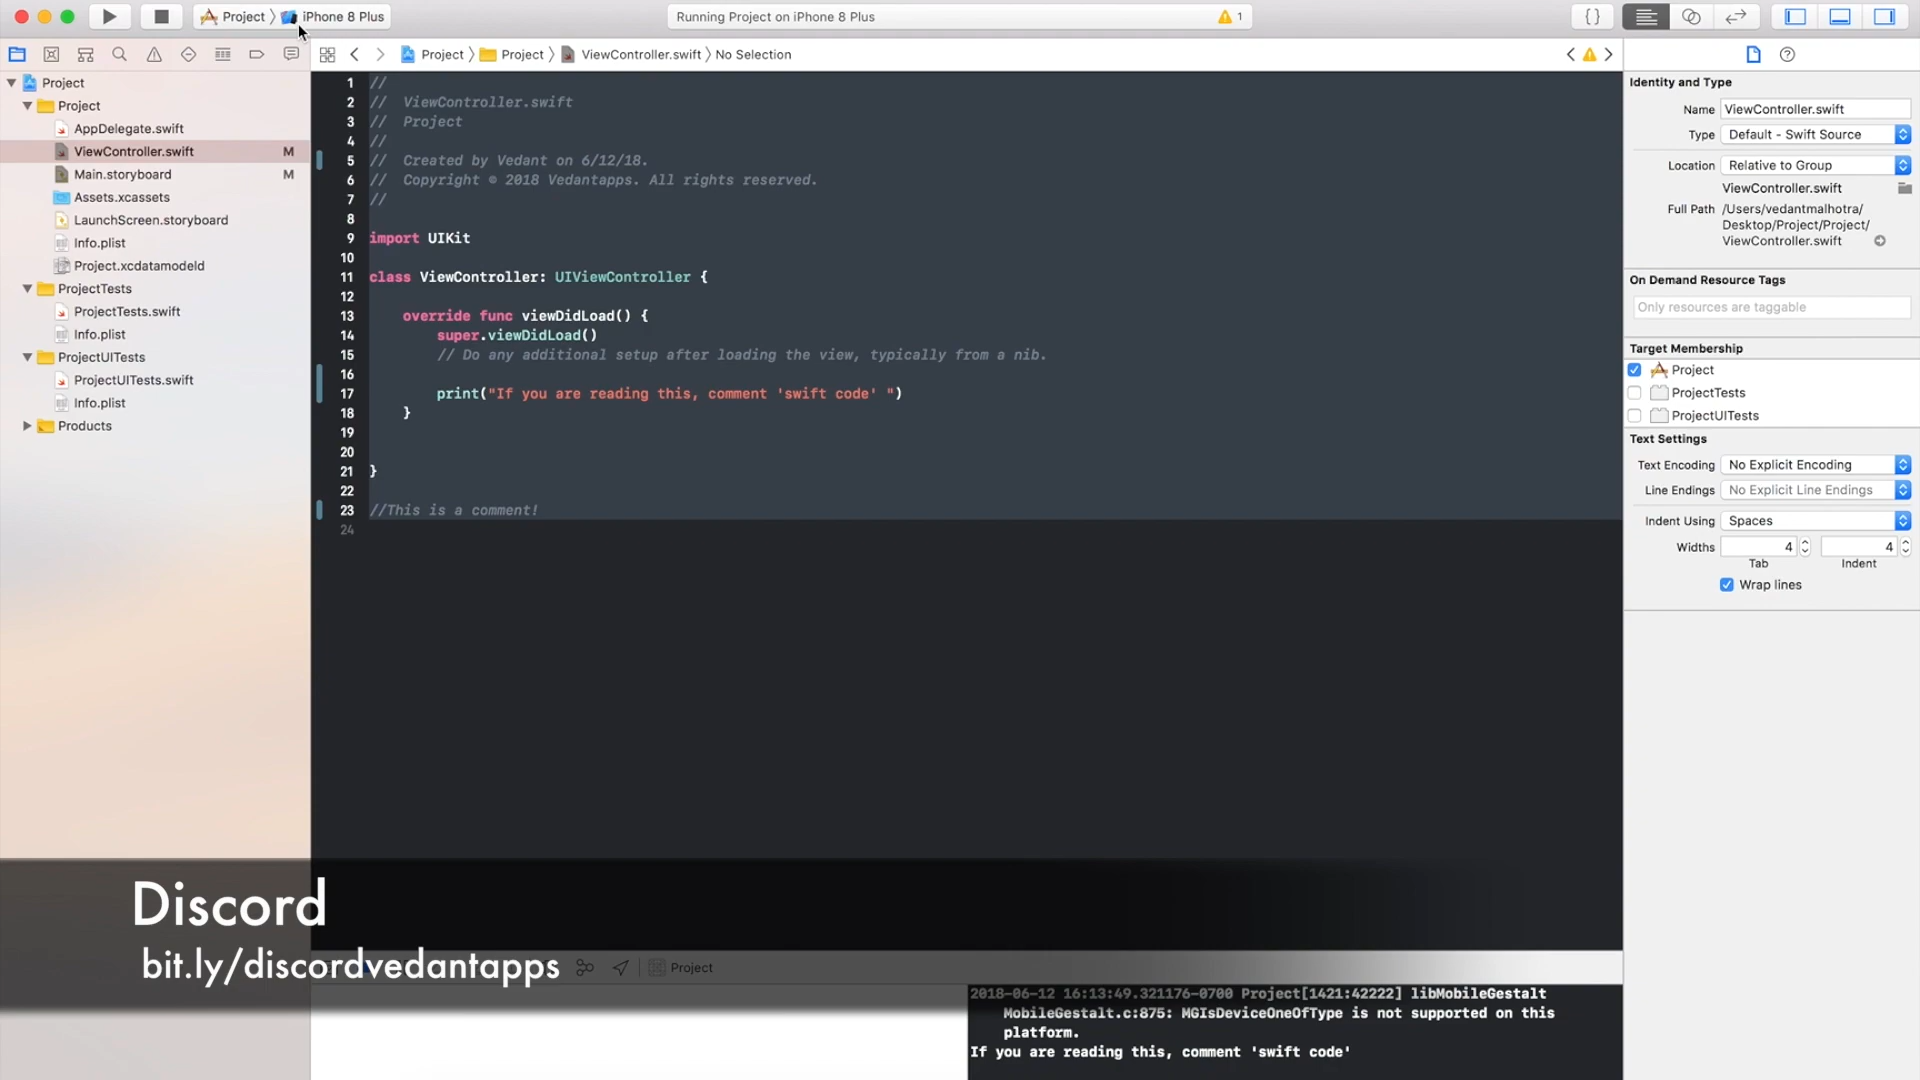 Project
iPhone 8 Plus
Running Project on iPhone 8 Plus
1
Project
Project
ViewController.swift
No Selection
Project
Project
AppDelegate.swift
ViewController.swift M
Main.storyboard M
Assets.xcassets
LaunchScreen.storyboard
Info.plist
Project.xcdatamodeld
ProjectTests
ProjectTests.swift
Info.plist
ProjectUITests
ProjectUITests.swift
Info.plist
Products
1 //
2 //  ViewController.swift
3 //  Project
4 //
5 //  Created by Vedant on 6/12/18.
6 //  Copyright © 2018 Vedantapps. All rights reserved.
7 //
8
9 import UIKit
10
11 class ViewController: UIViewController {
12
13     override func viewDidLoad() {
14         super.viewDidLoad()
15         // Do any additional setup after loading the view, typically from a nib.
16
17         print("If you are reading this, comment 'swift code' ")
18     }
19
20
21 }
22
23 //This is a comment!
24
Identity and Type
Name ViewController.swift
Type Default - Swift Source
Location Relative to Group
ViewController.swift
Full Path /Users/vedantmalhotra/
Desktop/Project/Project/
ViewController.swift
On Demand Resource Tags
Only resources are taggable
Target Membership
Project
ProjectTests
ProjectUITests
Text Settings
Text Encoding No Explicit Encoding
Line Endings No Explicit Line Endings
Indent Using Spaces
Widths 4 4
Tab Indent
Wrap lines
Discord
bit.ly/discordvedantapps
Project
2018-06-12 16:13:49.321176-0700 Project[1421:42222] libMobileGestalt
MobileGestalt.c:875: MGIsDeviceOneOfType is not supported on this
platform.
If you are reading this, comment 'swift code'